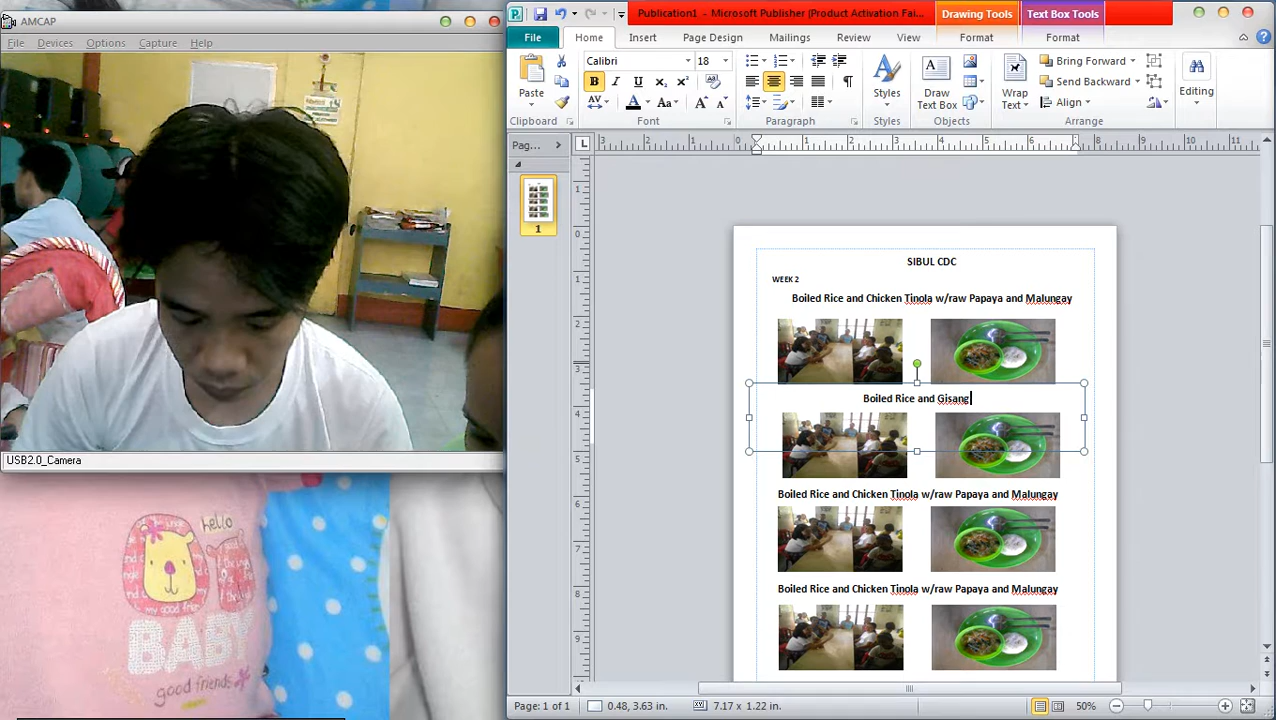 AMCAP
File Devices Options Capture Help
USB2.0_Camera
hello
my good frien
BABY
good friends
Publication1 - Microsoft Publisher (Product Activation Fai...
Drawing Tools
Text Box Tools
File Home Insert Page Design Mailings Review View Format Format
Calibri 18
Paste
Clipboard
B I U
Font
Paragraph
Styles
Styles
Draw
Text Box
Objects
Wrap
Text
Bring Forward
Send Backward
Align
Arrange
Editing
Pag...
1
SIBUL CDC
WEEK 2
Boiled Rice and Chicken Tinola w/raw Papaya and Malungay
Boiled Rice and Gisang
Boiled Rice and Chicken Tinola w/raw Papaya and Malungay
Boiled Rice and Chicken Tinola w/raw Papaya and Malungay
Page: 1 of 1
0.48, 3.63 in.
7.17 x 1.22 in.
50%